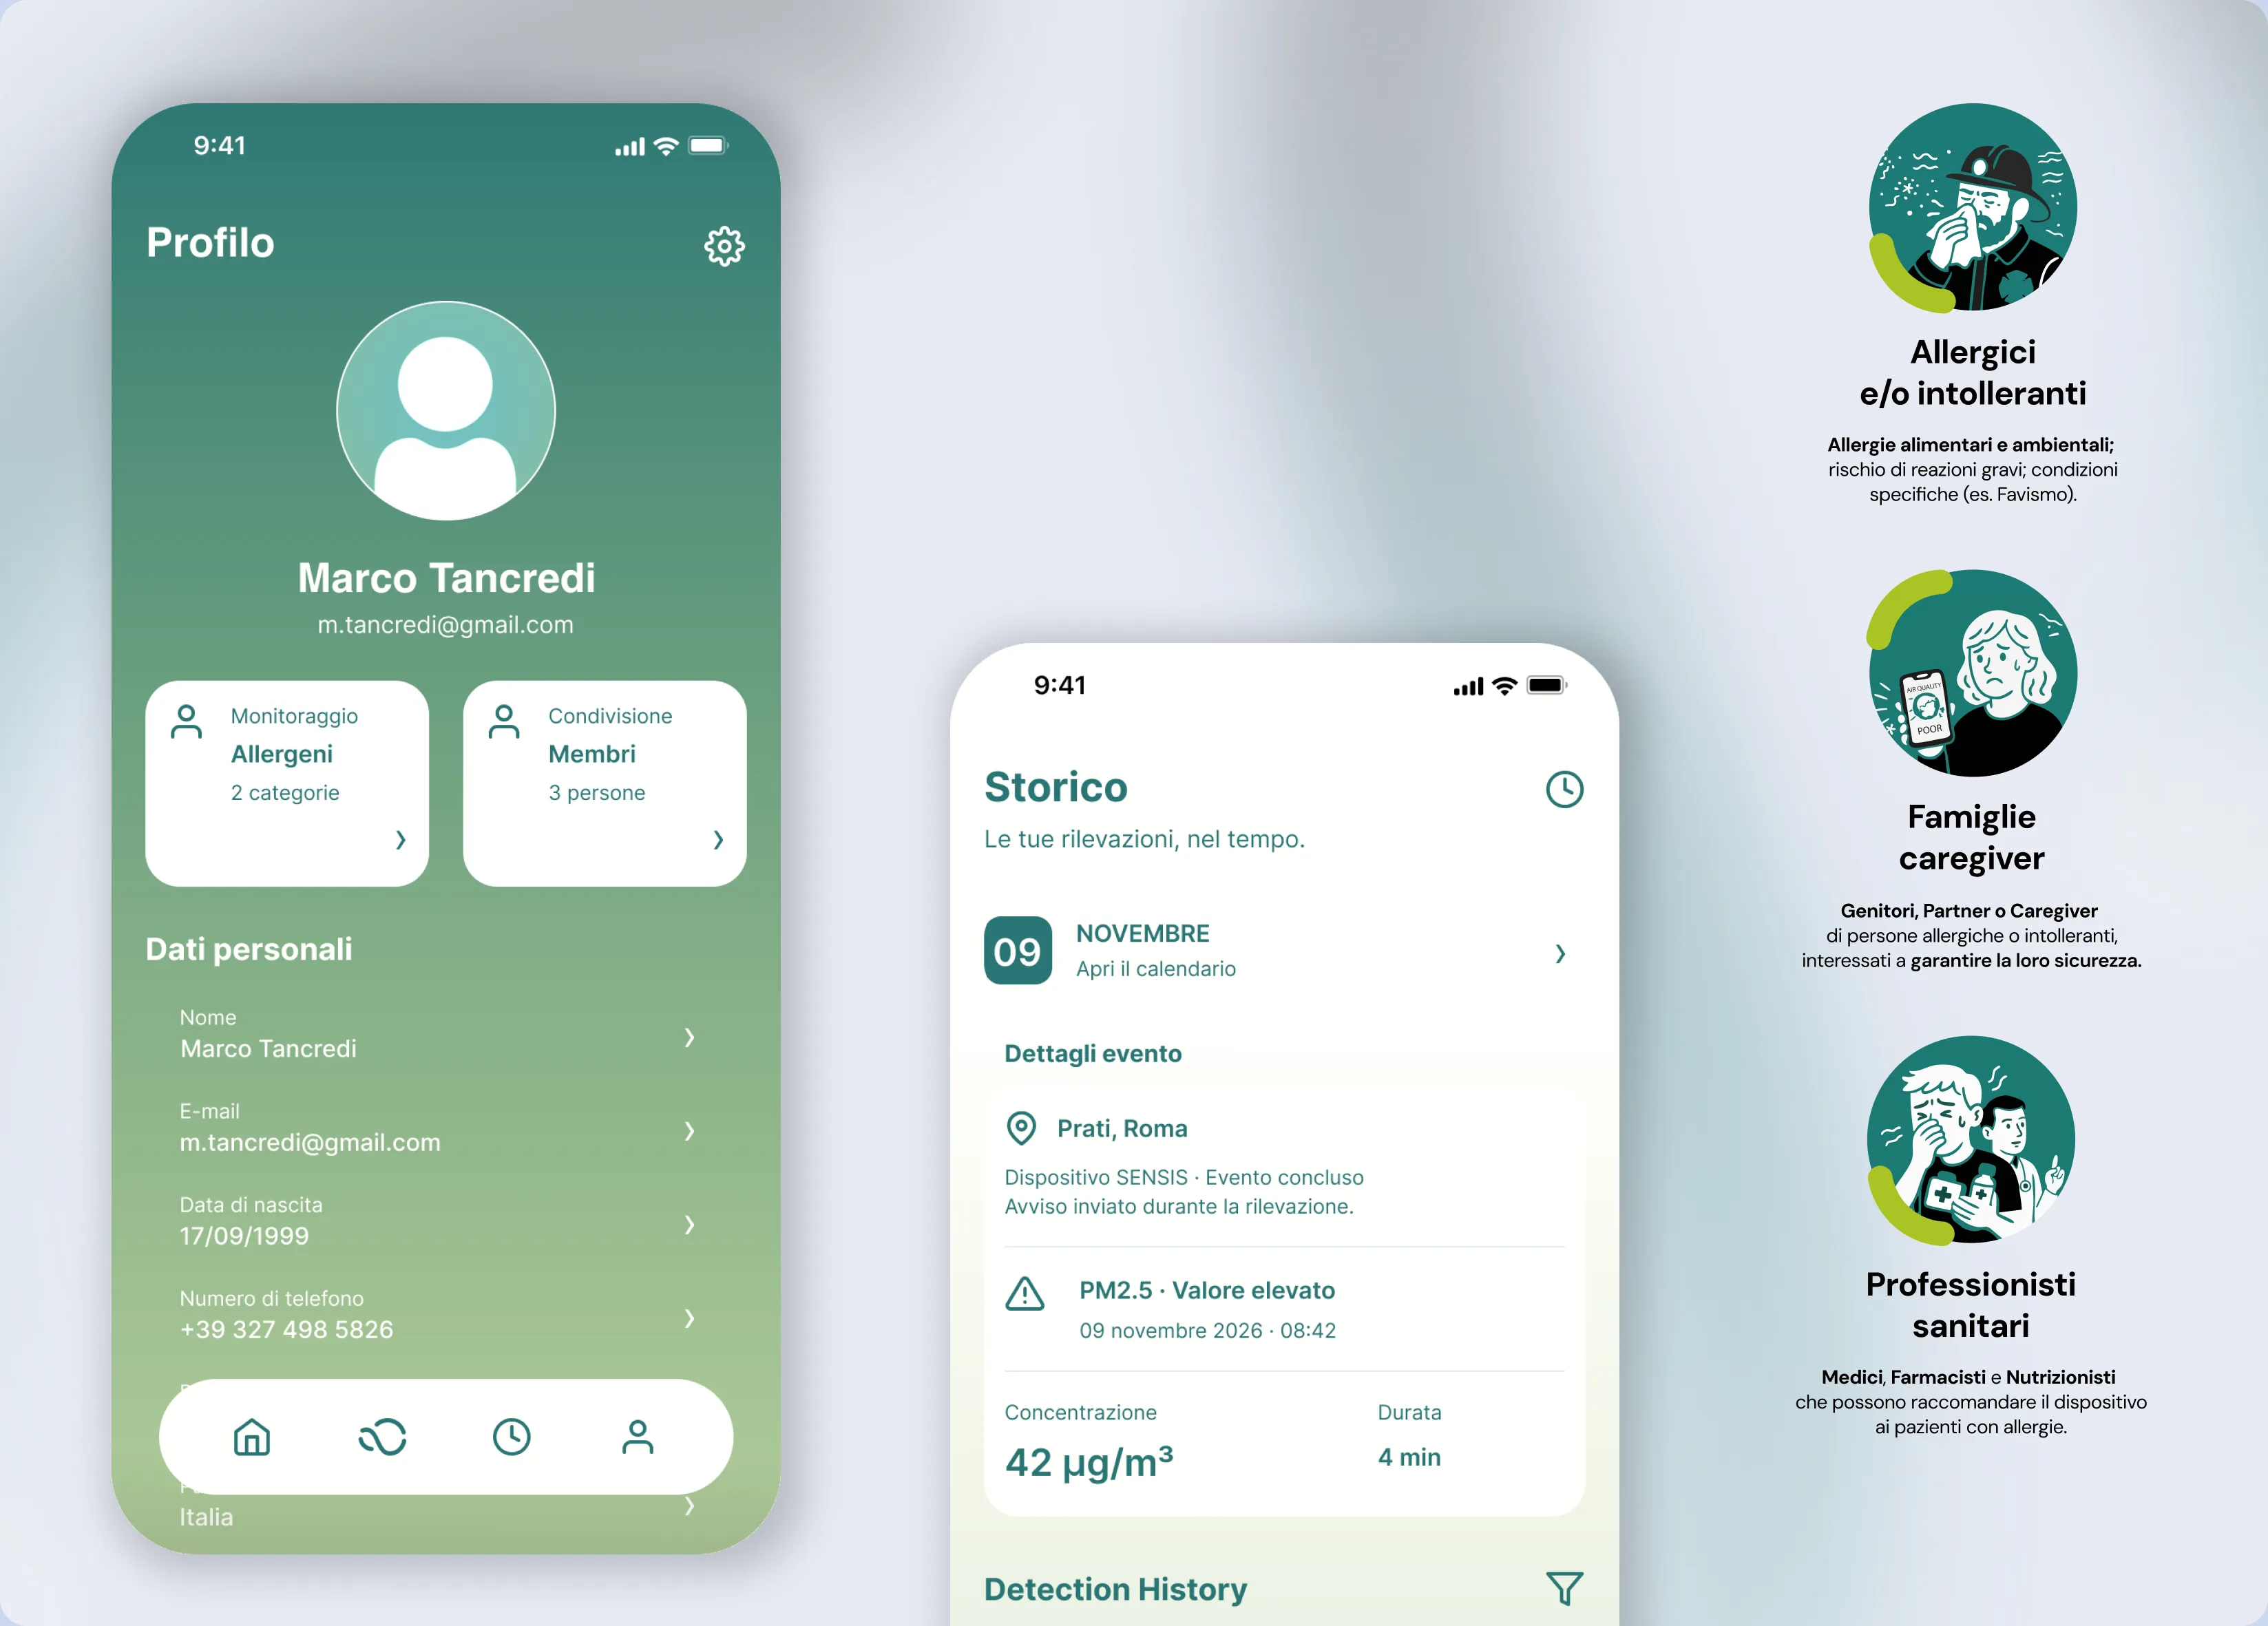 9:41
Profilo
Marco Tancredi
m.tancredi@gmail.com
Monitoraggio
Allergeni
2 categorie
Condivisione
Membri
3 persone
Dati personali
Nome
Marco Tancredi
E-mail
m.tancredi@gmail.com
Data di nascita
17/09/1999
Numero di telefono
+39 327 498 5826
Italia
9:41
Storico
Le tue rilevazioni, nel tempo.
09
NOVEMBRE
Apri il calendario
Dettagli evento
Prati, Roma
Dispositivo SENSIS · Evento concluso
Avviso inviato durante la rilevazione.
PM2.5 · Valore elevato
09 novembre 2026 · 08:42
Concentrazione
42 µg/m³
Durata
4 min
Detection History
Allergici
e/o intolleranti
Allergie alimentari e ambientali;
rischio di reazioni gravi; condizioni
specifiche (es. Favismo).
AIR QUALITY
POOR
Famiglie
caregiver
Genitori, Partner o Caregiver
di persone allergiche o intolleranti,
interessati a garantire la loro sicurezza.
Professionisti
sanitari
Medici, Farmacisti e Nutrizionisti
che possono raccomandare il dispositivo
ai pazienti con allergie.